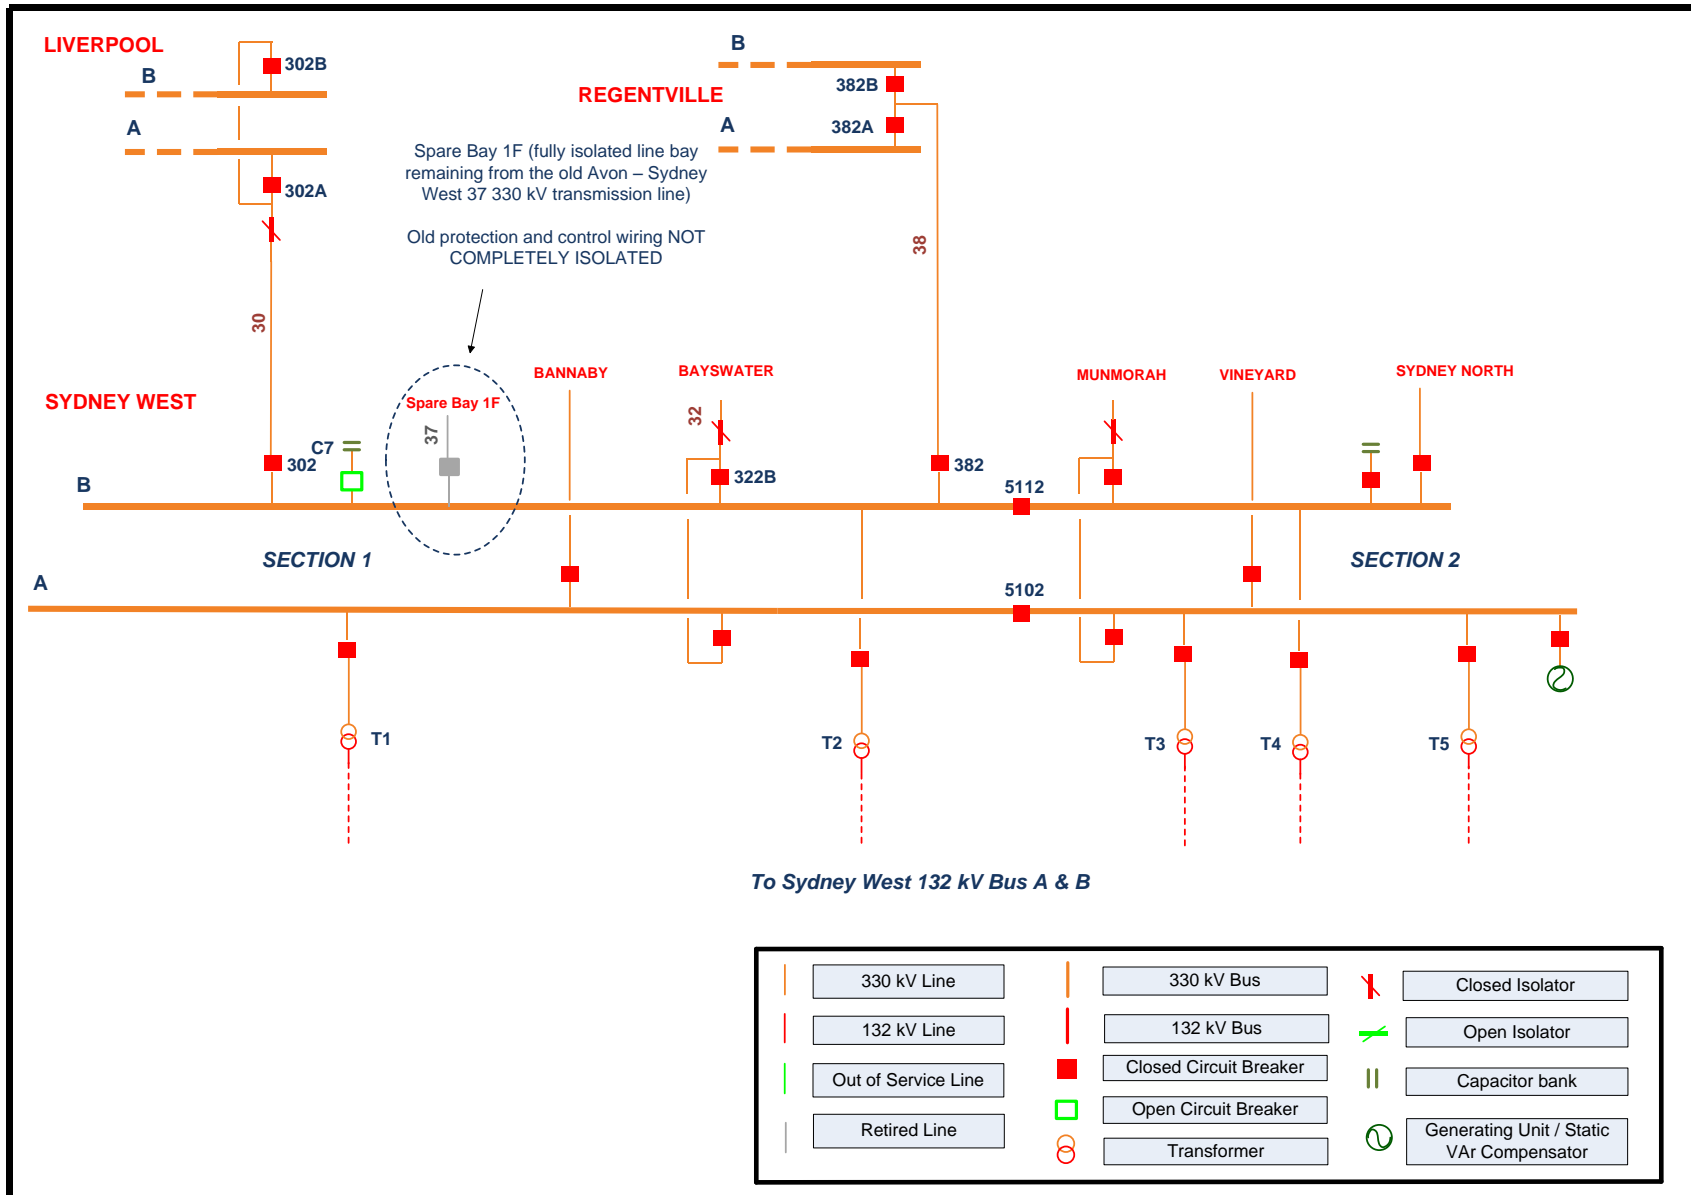 LIVERPOOL
B
302B
A
302A
B
382B
REGENTVILLE
A
382A
Spare Bay 1F (fully isolated line bay
remaining from the old Avon – Sydney
West 37 330 kV transmission line)
Old protection and control wiring NOT
COMPLETELY ISOLATED
38
30
BANNABY
BAYSWATER
MUNMORAH
VINEYARD
SYDNEY NORTH
SYDNEY WEST
Spare Bay 1F
37
32
C7
302
322B
382
B
5112
SECTION 1
SECTION 2
A
5102
T1
T2
T3
T4
T5
To Sydney West 132 kV Bus A & B
330 kV Line
330 kV Bus
Closed Isolator
132 kV Line
132 kV Bus
Open Isolator
Out of Service Line
Closed Circuit Breaker
Capacitor bank
Open Circuit Breaker
Retired Line
Transformer
Generating Unit / Static
VAr Compensator